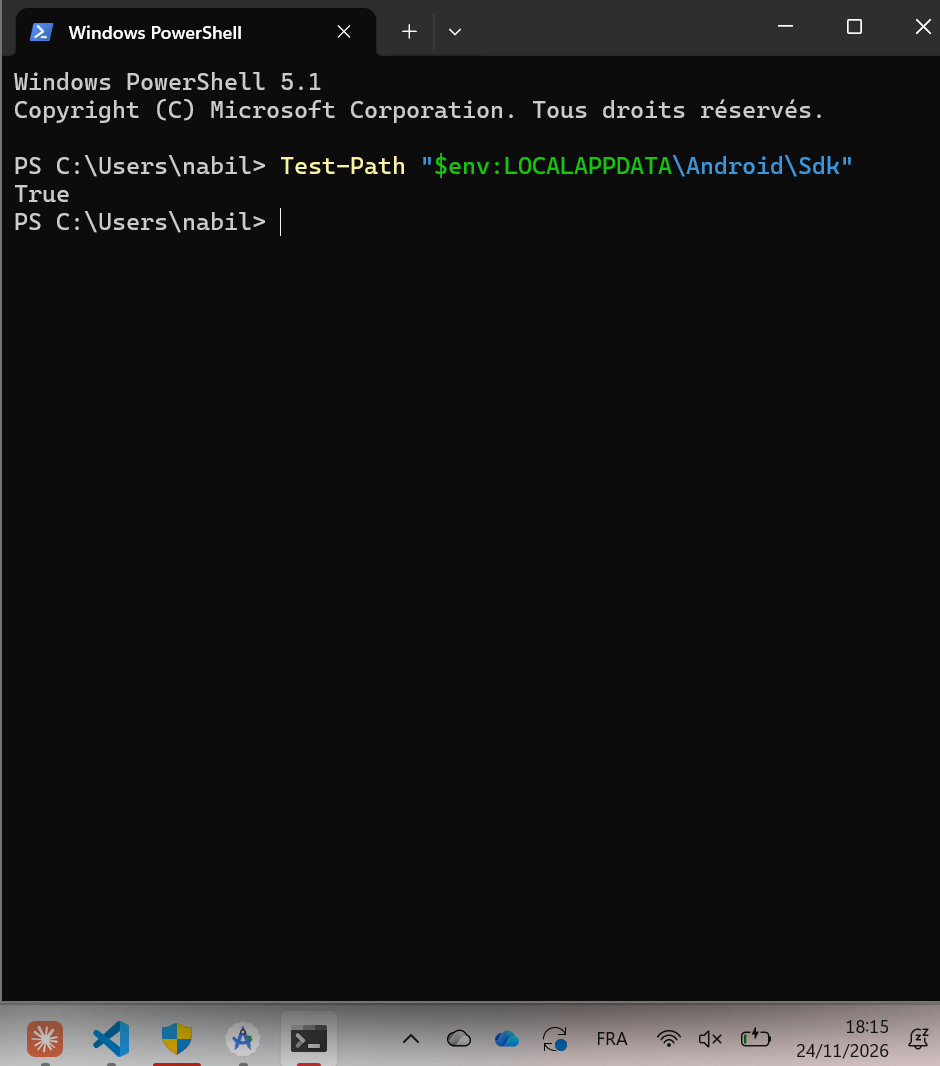 Windows PowerShell
Windows PowerShell 5.1
Copyright (C) Microsoft Corporation. Tous droits réservés.
PS C:\Users\nabil> Test-Path "$env:LOCALAPPDATA\Android\Sdk"
True
PS C:\Users\nabil>
FRA
18:15
24/11/2026